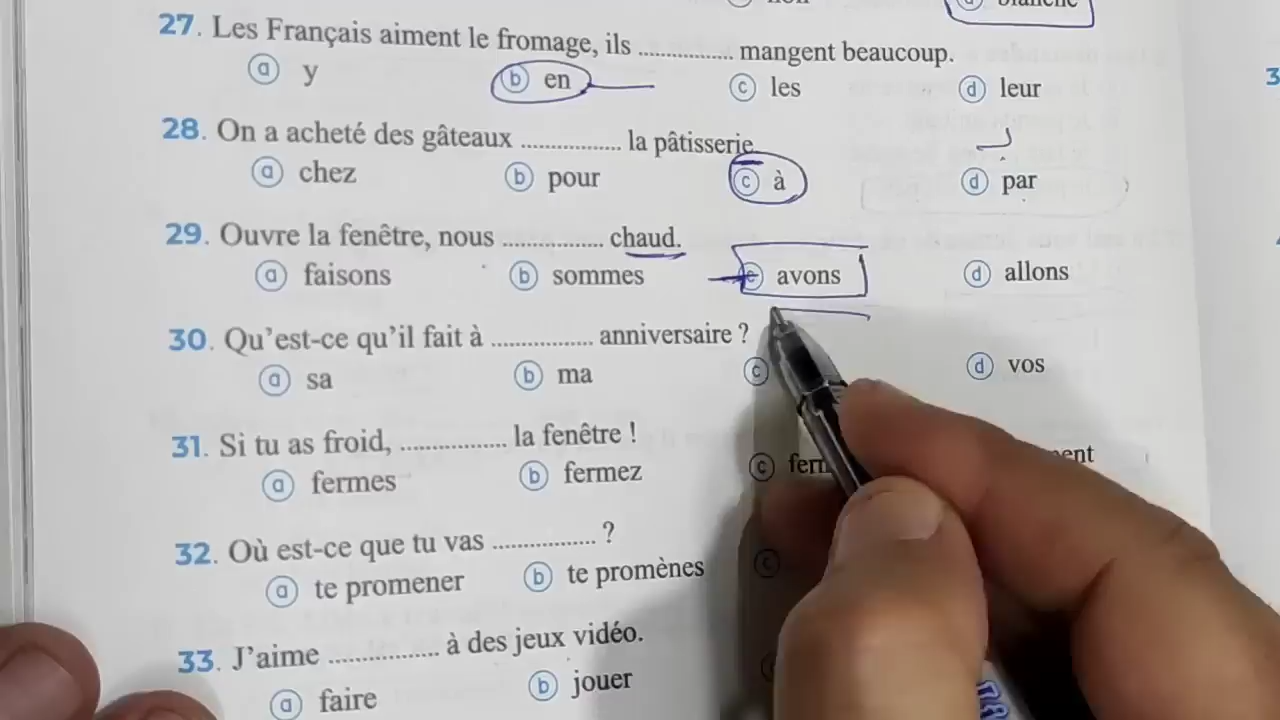 blanche
27. Les Français aiment le fromage, ils ................ mangent beaucoup.
a y b en c les d leur
28. On a acheté des gâteaux ................. la pâtisserie.
a chez b pour c à d par
29. Ouvre la fenêtre, nous ................. chaud.
a faisons b sommes c avons d allons
30. Qu'est-ce qu'il fait à ................. anniversaire ?
a sa b ma c d vos
31. Si tu as froid, .................. la fenêtre !
a fermes b fermez c
32. Où est-ce que tu vas ................. ?
a te promener b te promènes c
33. J'aime .................. à des jeux vidéo.
a faire b jouer